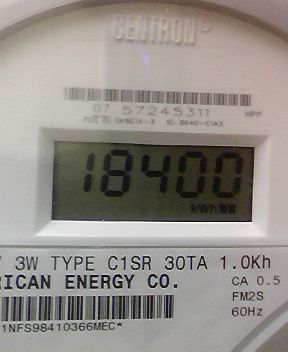 CENTRON
07 57245311 HPP
18400
kWh
3W TYPE C1SR 30TA 1.0Kh
RICAN ENERGY CO. CA 0.5
FM2S
1NFS98410366MEC* 60Hz